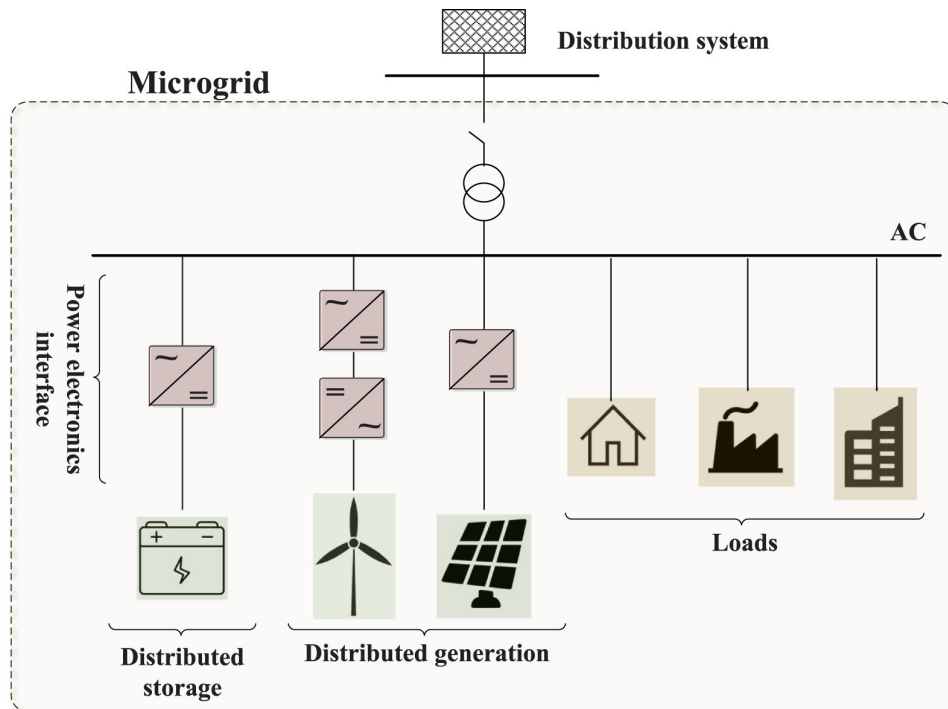 Distribution system
Microgrid
AC
Power electronics
interface
Loads
Distributed
storage
Distributed generation